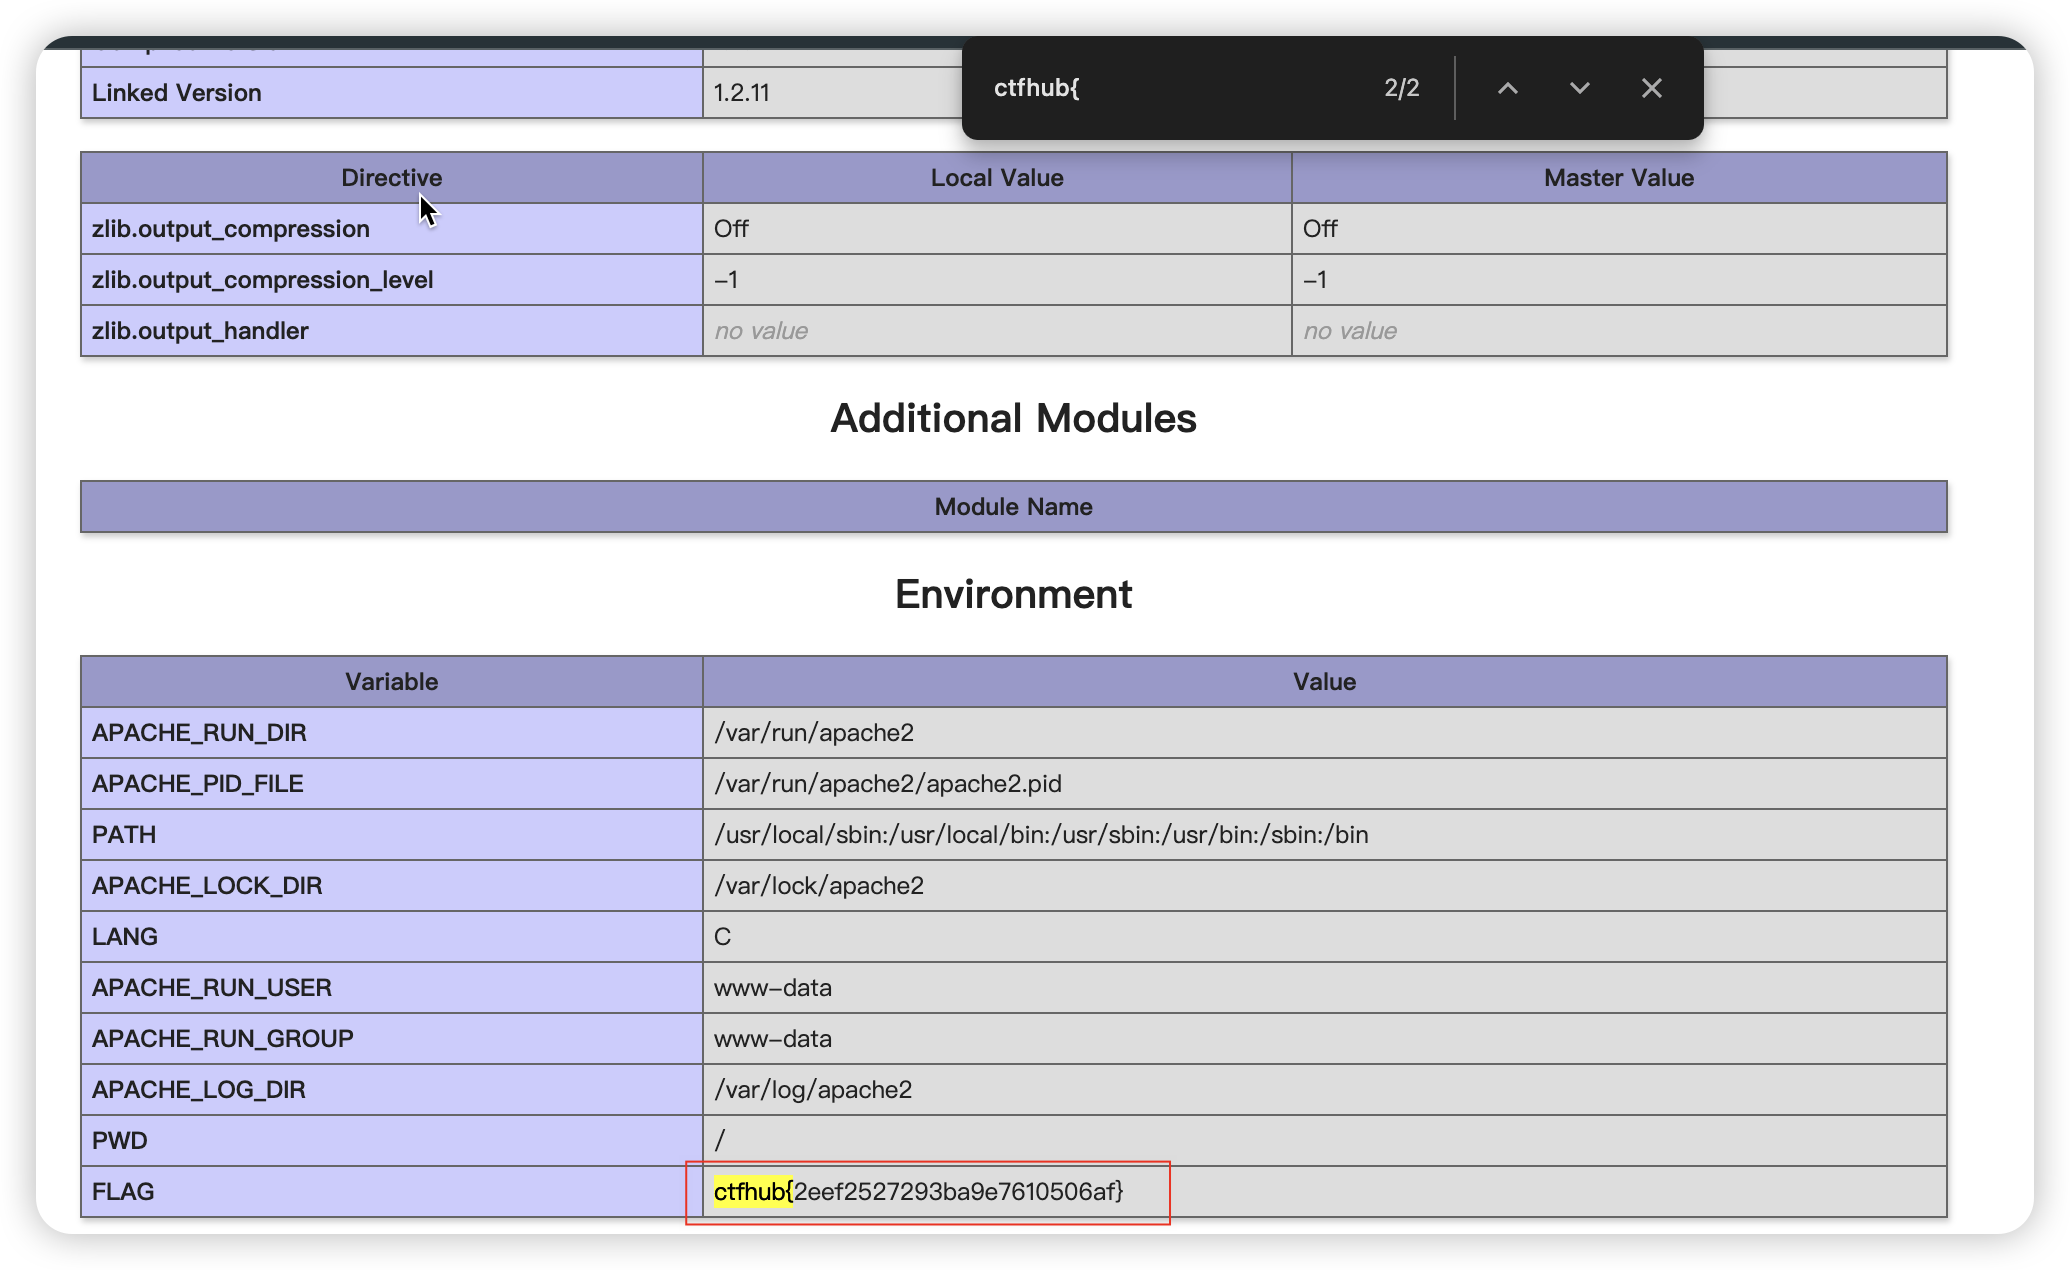 ctfhub{ 2/2
Linked Version 1.2.11
Directive Local Value Master Value
zlib.output_compression Off Off
zlib.output_compression_level –1 –1
zlib.output_handler no value no value
Additional Modules
Module Name
Environment
Variable Value
APACHE_RUN_DIR /var/run/apache2
APACHE_PID_FILE /var/run/apache2/apache2.pid
PATH /usr/local/sbin:/usr/local/bin:/usr/sbin:/usr/bin:/sbin:/bin
APACHE_LOCK_DIR /var/lock/apache2
LANG C
APACHE_RUN_USER www–data
APACHE_RUN_GROUP www–data
APACHE_LOG_DIR /var/log/apache2
PWD /
FLAG ctfhub{2eef2527293ba9e7610506af}